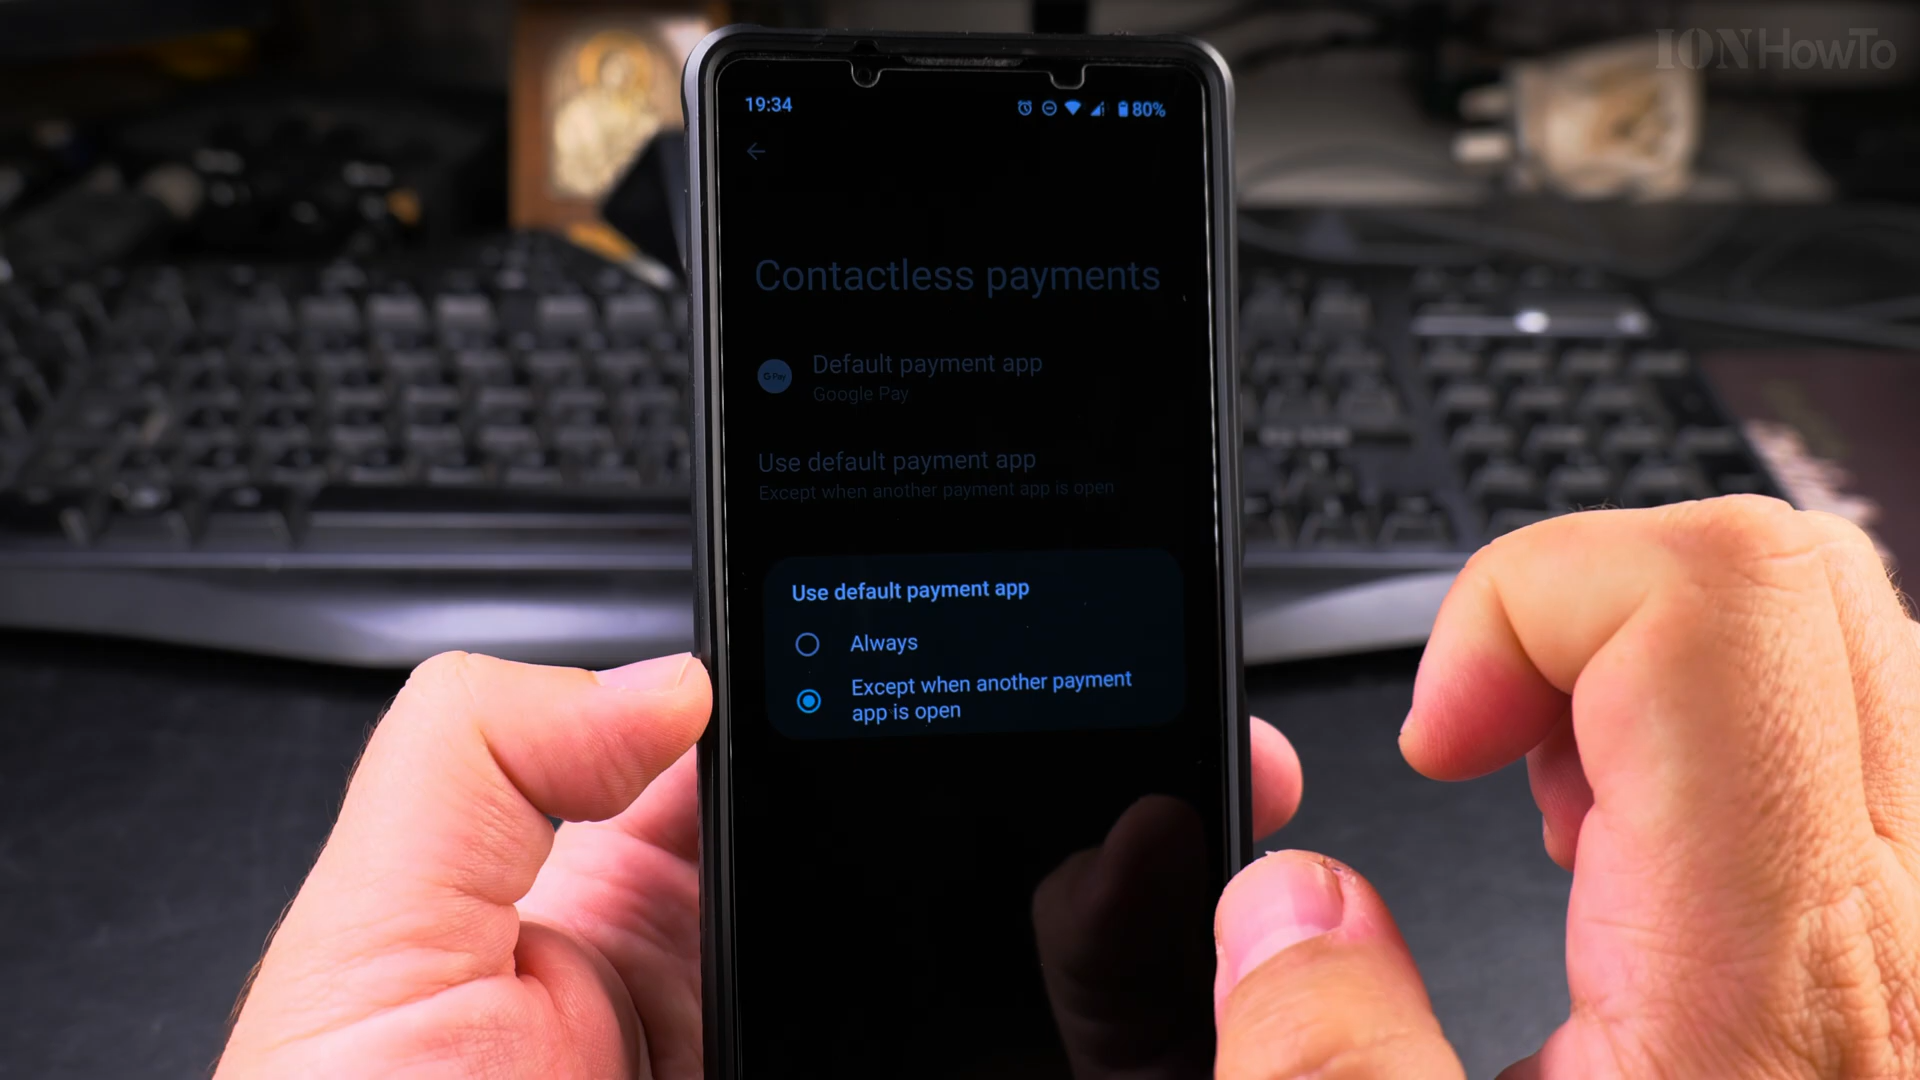 IONHowTo
19:34
80%
Contactless payments
G Pay
Default payment app
Google Pay
Use default payment app
Except when another payment app is open
Use default payment app
Always
Except when another payment
app is open